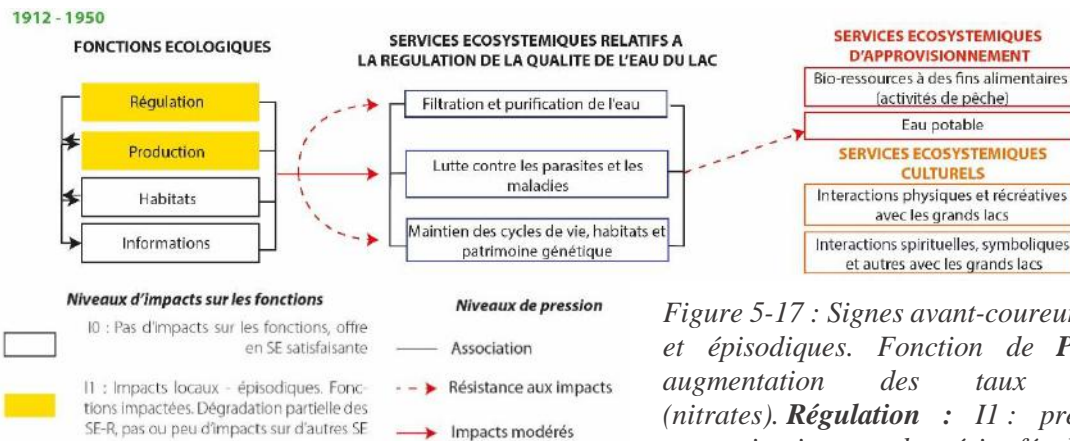 1912 - 1950
FONCTIONS ECOLOGIQUES
Régulation
Production
Habitats
Informations
SERVICES ECOSYSTEMIQUES RELATIFS A
LA REGULATION DE LA QUALITE DE L'EAU DU LAC
Filtration et purification de l'eau
Lutte contre les parasites et les
maladies
Maintien des cycles de vie, habitats et
patrimoine génétique
SERVICES ECOSYSTEMIQUES
D'APPROVISIONNEMENT
Bio-ressources à des fins alimentaires
(activités de pêche)
Eau potable
SERVICES ECOSYSTEMIQUES
CULTURELS
Interactions physiques et récréatives
avec les grands lacs
Interactions spirituelles, symboliques
et autres avec les grands lacs
Niveaux d'impacts sur les fonctions
I0 : Pas d'impacts sur les fonctions, offre
en SE satisfaisante
I1 : Impacts locaux - épisodiques. Fonc-
tions impactées. Dégradation partielle des
SE-R, pas ou peu d'impacts sur d'autres SE
Niveaux de pression
Association
Résistance aux impacts
Impacts modérés
Figure 5-17 : Signes avant-coureur
et épisodiques. Fonction de P
augmentation des taux
(nitrates). Régulation : I1 : pr